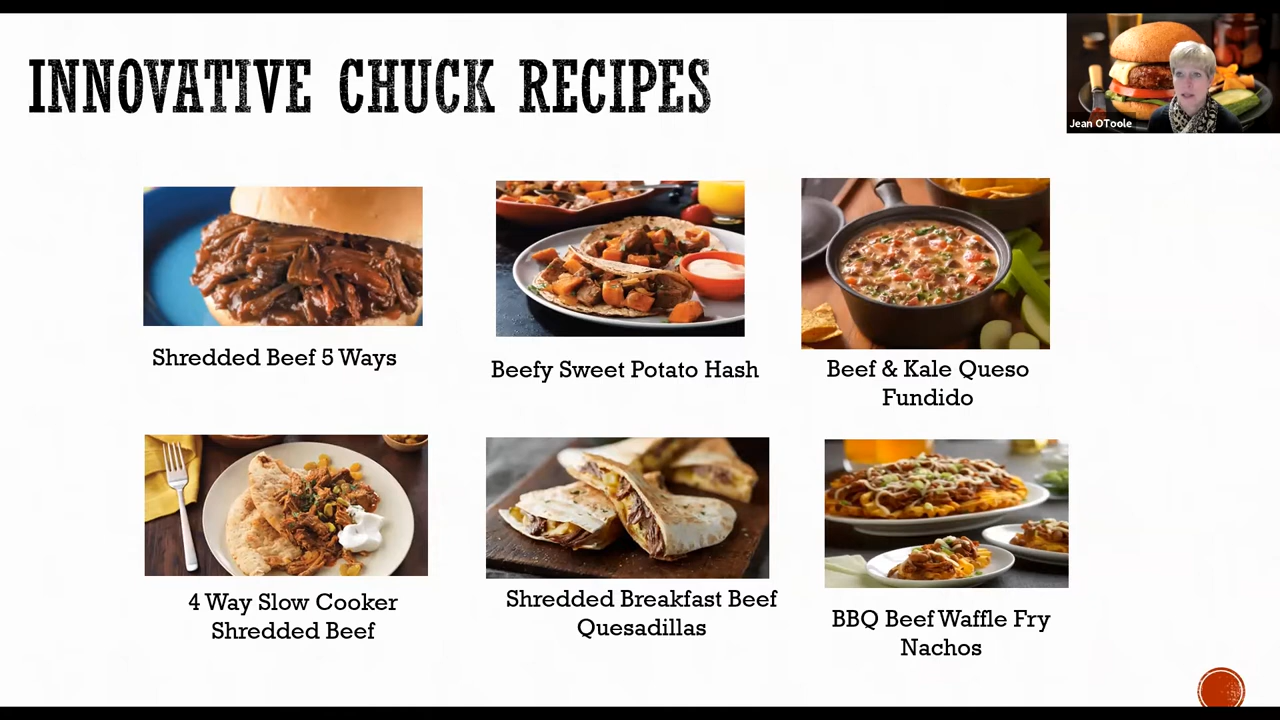 INNOVATIVE CHUCK RECIPES
Jean OToole
Shredded Beef 5 Ways
Beefy Sweet Potato Hash
Beef & Kale Queso
Fundido
4 Way Slow Cooker
Shredded Beef
Shredded Breakfast Beef
Quesadillas
BBQ Beef Waffle Fry
Nachos